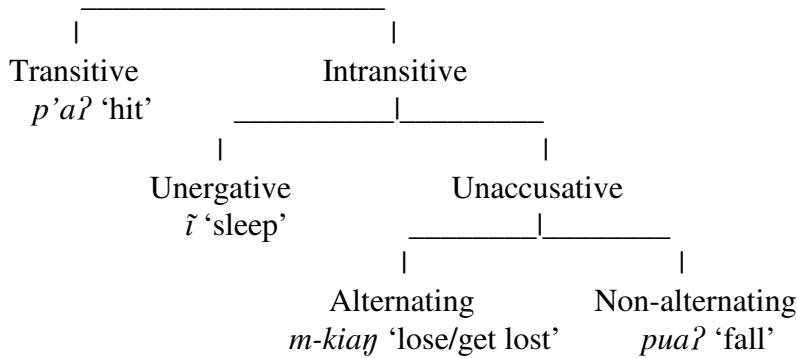 Transitive Intransitive
p’aʔ ‘hit’
Unergative Unaccusative
ĩ ‘sleep’
Alternating Non-alternating
m-kiaŋ ‘lose/get lost’ puaʔ ‘fall’